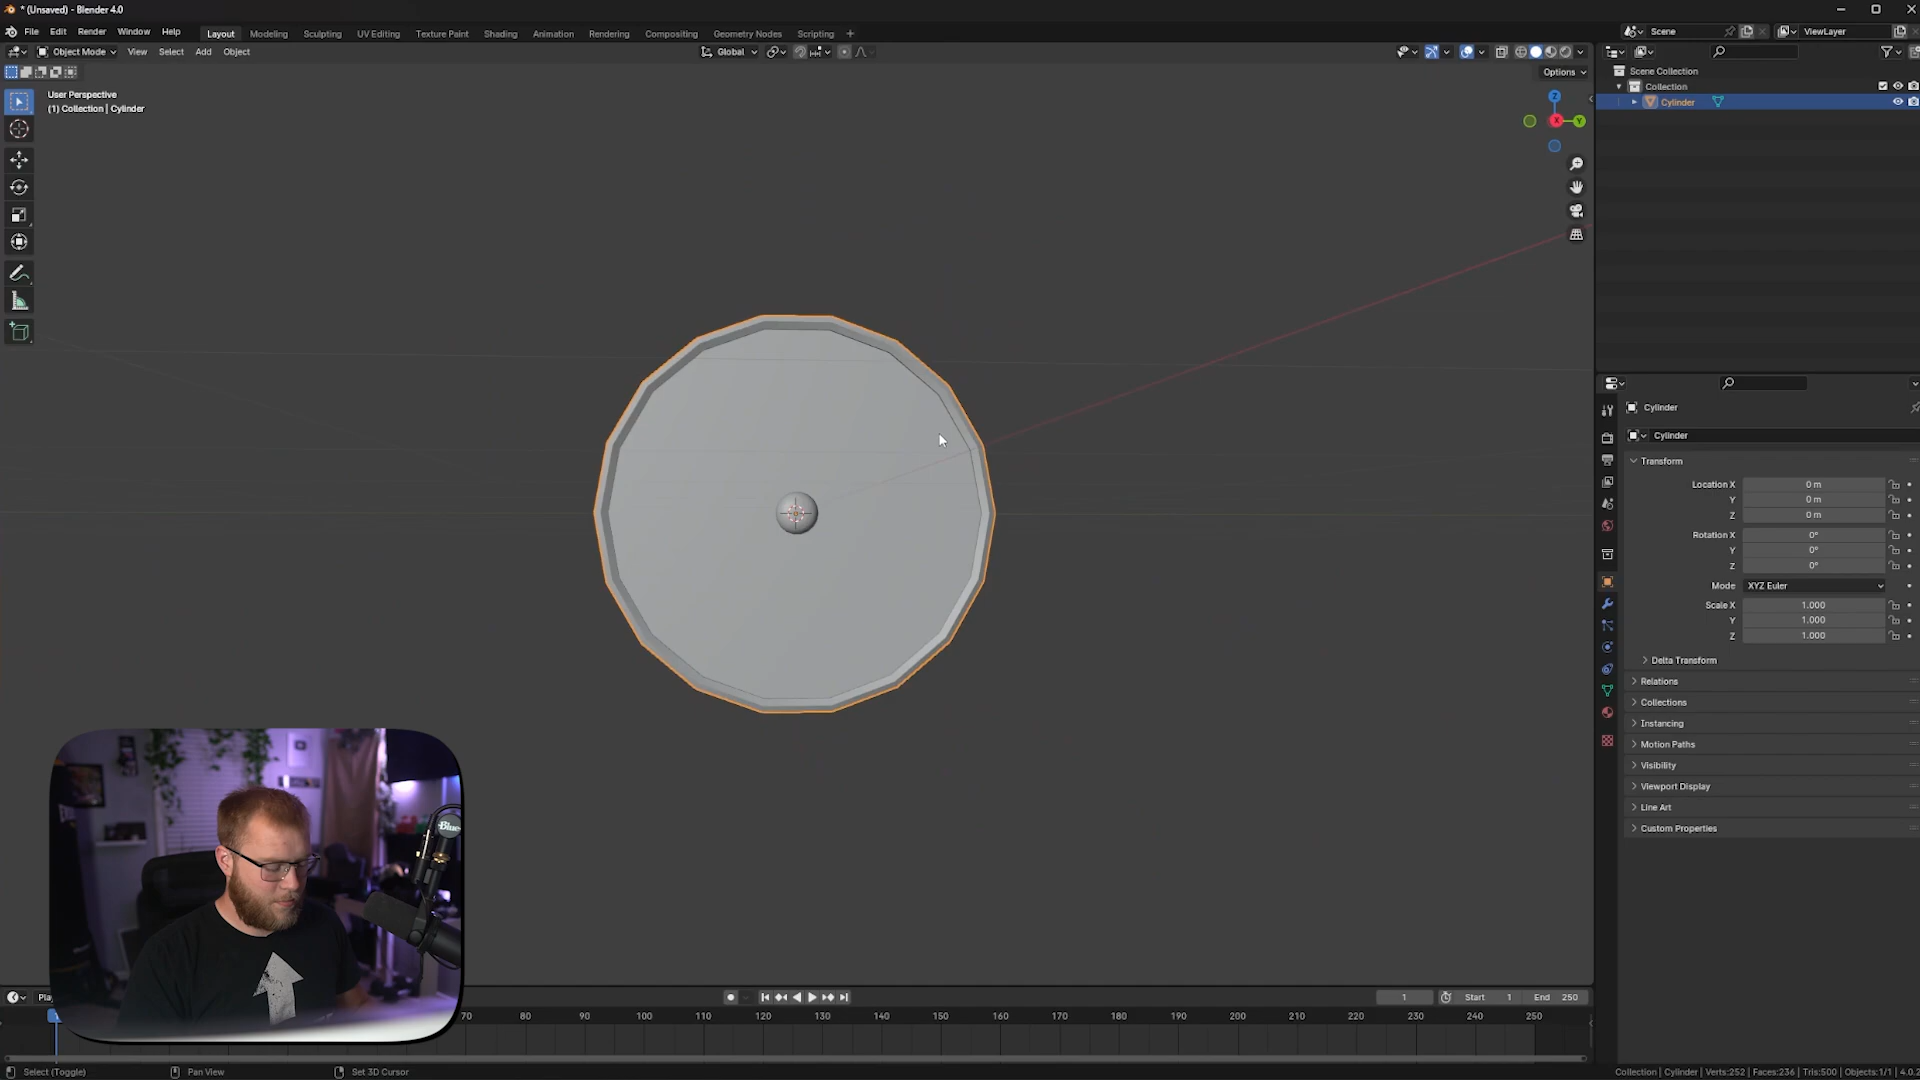 * (Unsaved) - Blender 4.0
File Edit Render Window Help
Layout Modeling Sculpting UV Editing Texture Paint Shading Animation Rendering Compositing Geometry Nodes Scripting +
Scene ViewLayer
Object Mode View Select Add Object
Global
Options
User Perspective
(1) Collection | Cylinder
Z
X
Y
Scene Collection
Collection
Cylinder
Cylinder
Cylinder
Transform
Location X 0 m
Y 0 m
Z 0 m
Rotation X 0°
Y 0°
Z 0°
Mode XYZ Euler
Scale X 1.000
Y 1.000
Z 1.000
Delta Transform
Relations
Collections
Instancing
Motion Paths
Visibility
Viewport Display
Line Art
Custom Properties
Blue
Play
1 Start 1 End 250
70 80 90 100 110 120 130 140 150 160 170 180 190 200 210 220 230 240 250
Select (Toggle) Pan View Set 3D Cursor
Collection | Cylinder | Verts:252 | Faces:236 | Tris:500 | Objects:1/1 | 4.0.2